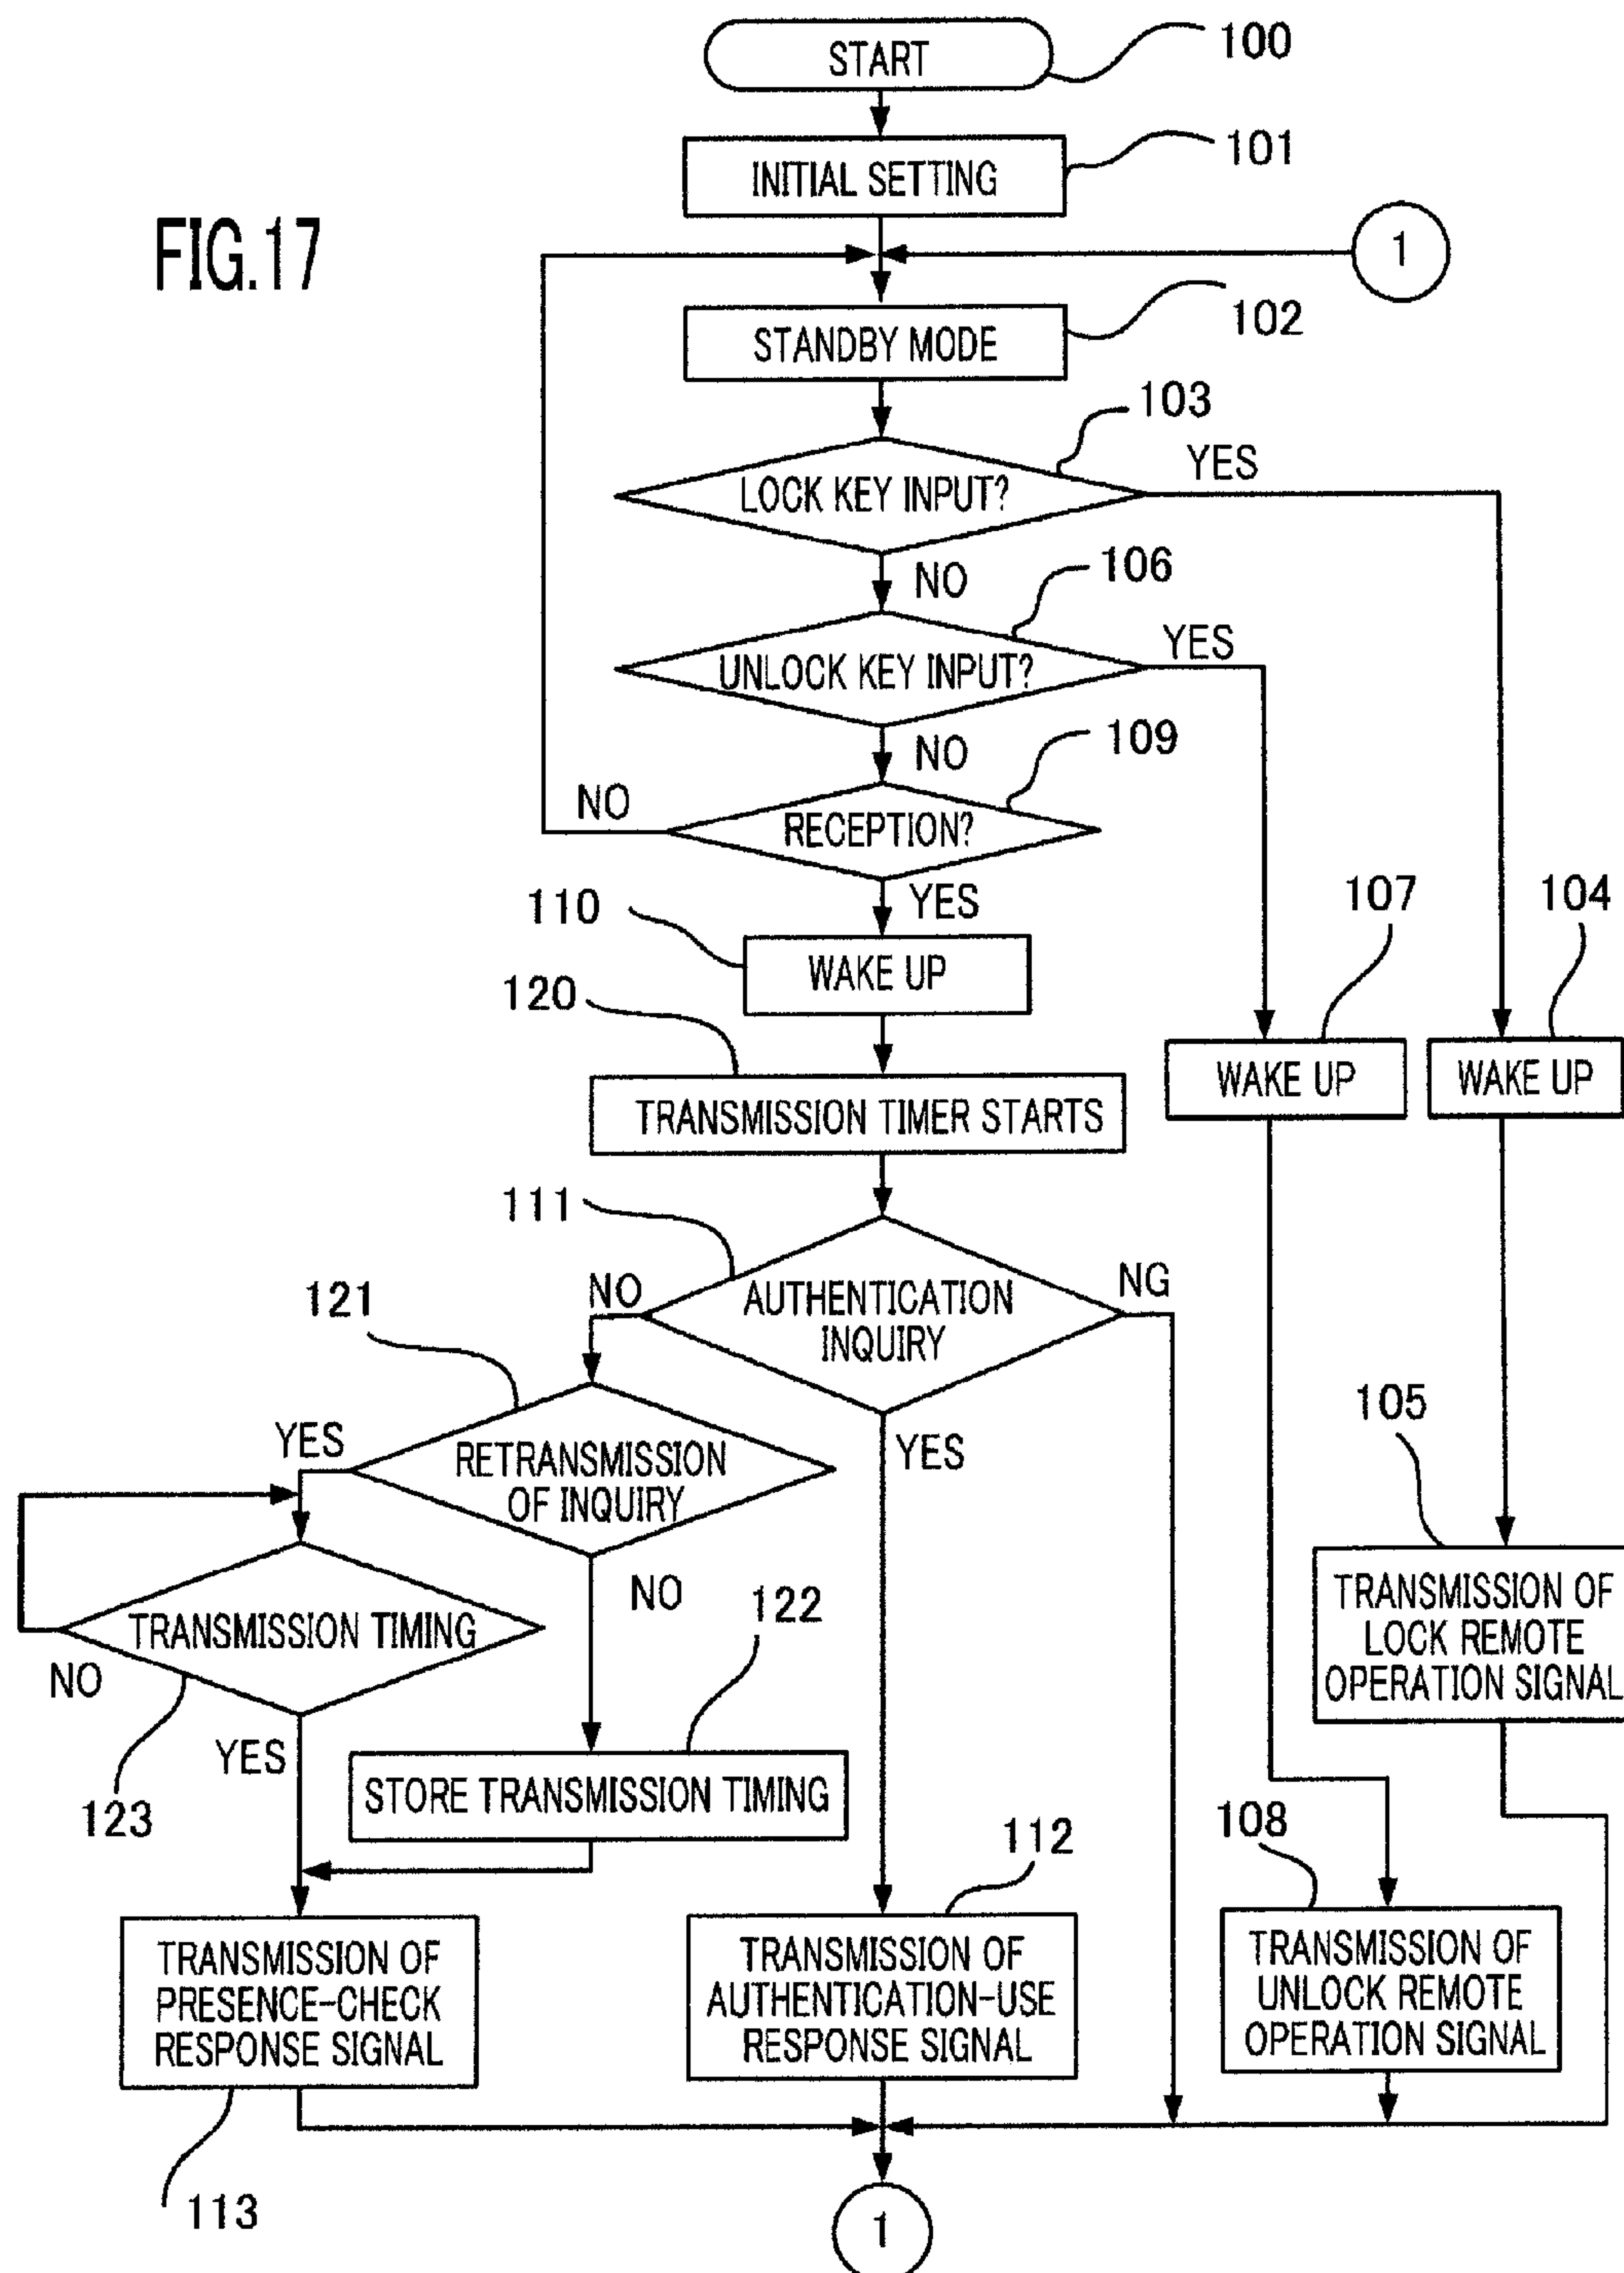 FIG.17
START
100
INITIAL SETTING
101
1
STANDBY MODE
102
LOCK KEY INPUT?
103
YES
NO
UNLOCK KEY INPUT?
106
YES
NO
RECEPTION?
109
NO
YES
110
WAKE UP
107
WAKE UP
104
WAKE UP
120
TRANSMISSION TIMER STARTS
111
AUTHENTICATION
INQUIRY
NO
NG
YES
121
RETRANSMISSION
OF INQUIRY
YES
NO
TRANSMISSION TIMING
NO
YES
123
122
STORE TRANSMISSION TIMING
105
TRANSMISSION OF
LOCK REMOTE
OPERATION SIGNAL
TRANSMISSION OF
PRESENCE-CHECK
RESPONSE SIGNAL
113
112
TRANSMISSION OF
AUTHENTICATION-USE
RESPONSE SIGNAL
108
TRANSMISSION OF
UNLOCK REMOTE
OPERATION SIGNAL
1